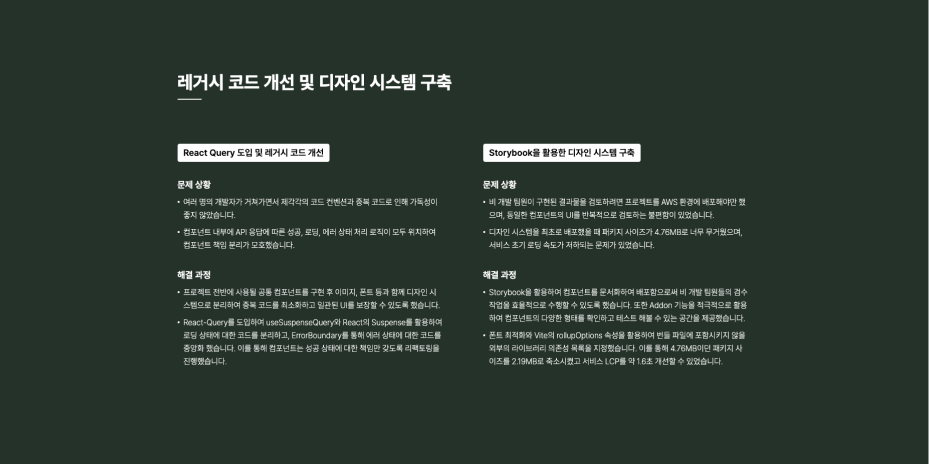 레거시 코드 개선 및 디자인 시스템 구축
React Query 도입 및 레거시 코드 개선
문제 상황
• 여러 명의 개발자가 거쳐가면서 제각각의 코드 컨벤션과 중복 코드로 인해 가독성이
좋지 않았습니다.
• 컴포넌트 내부에 API 응답에 따른 성공, 로딩, 에러 상태 처리 로직이 모두 위치하여
컴포넌트 책임 분리가 모호했습니다.
해결 과정
• 프로젝트 전반에 사용될 공통 컴포넌트를 구현 후 이미지, 폰트 등과 함께 디자인 시
스템으로 분리하여 중복 코드를 최소화하고 일관된 UI를 보장할 수 있도록 했습니다.
• React-Query를 도입하여 useSuspenseQuery와 React의 Suspense를 활용하여
로딩 상태에 대한 코드를 분리하고, ErrorBoundary를 통해 에러 상태에 대한 코드를
중앙화 했습니다. 이를 통해 컴포넌트는 성공 상태에 대한 책임만 갖도록 리팩토링을
진행했습니다.
Storybook을 활용한 디자인 시스템 구축
문제 상황
• 비 개발 팀원이 구현된 결과물을 검토하려면 프로젝트를 AWS 환경에 배포해야만 했
으며, 동일한 컴포넌트의 UI를 반복적으로 검토하는 불편함이 있었습니다.
• 디자인 시스템을 최초로 배포했을 때 패키지 사이즈가 4.76MB로 너무 무거웠으며,
서비스 초기 로딩 속도가 저하되는 문제가 있었습니다.
해결 과정
• Storybook을 활용하여 컴포넌트를 문서화하여 배포함으로써 비 개발 팀원들의 검수
작업을 효율적으로 수행할 수 있도록 했습니다. 또한 Addon 기능을 적극적으로 활용
하여 컴포넌트의 다양한 형태를 확인하고 테스트 해볼 수 있는 공간을 제공했습니다.
• 폰트 최적화와 Vite의 rollupOptions 속성을 활용하여 번들 파일에 포함시키지 않을
외부의 라이브러리 의존성 목록을 지정했습니다. 이를 통해 4.76MB이던 패키지 사
이즈를 2.19MB로 축소시켰고 서비스 LCP를 약 1.6초 개선할 수 있었습니다.